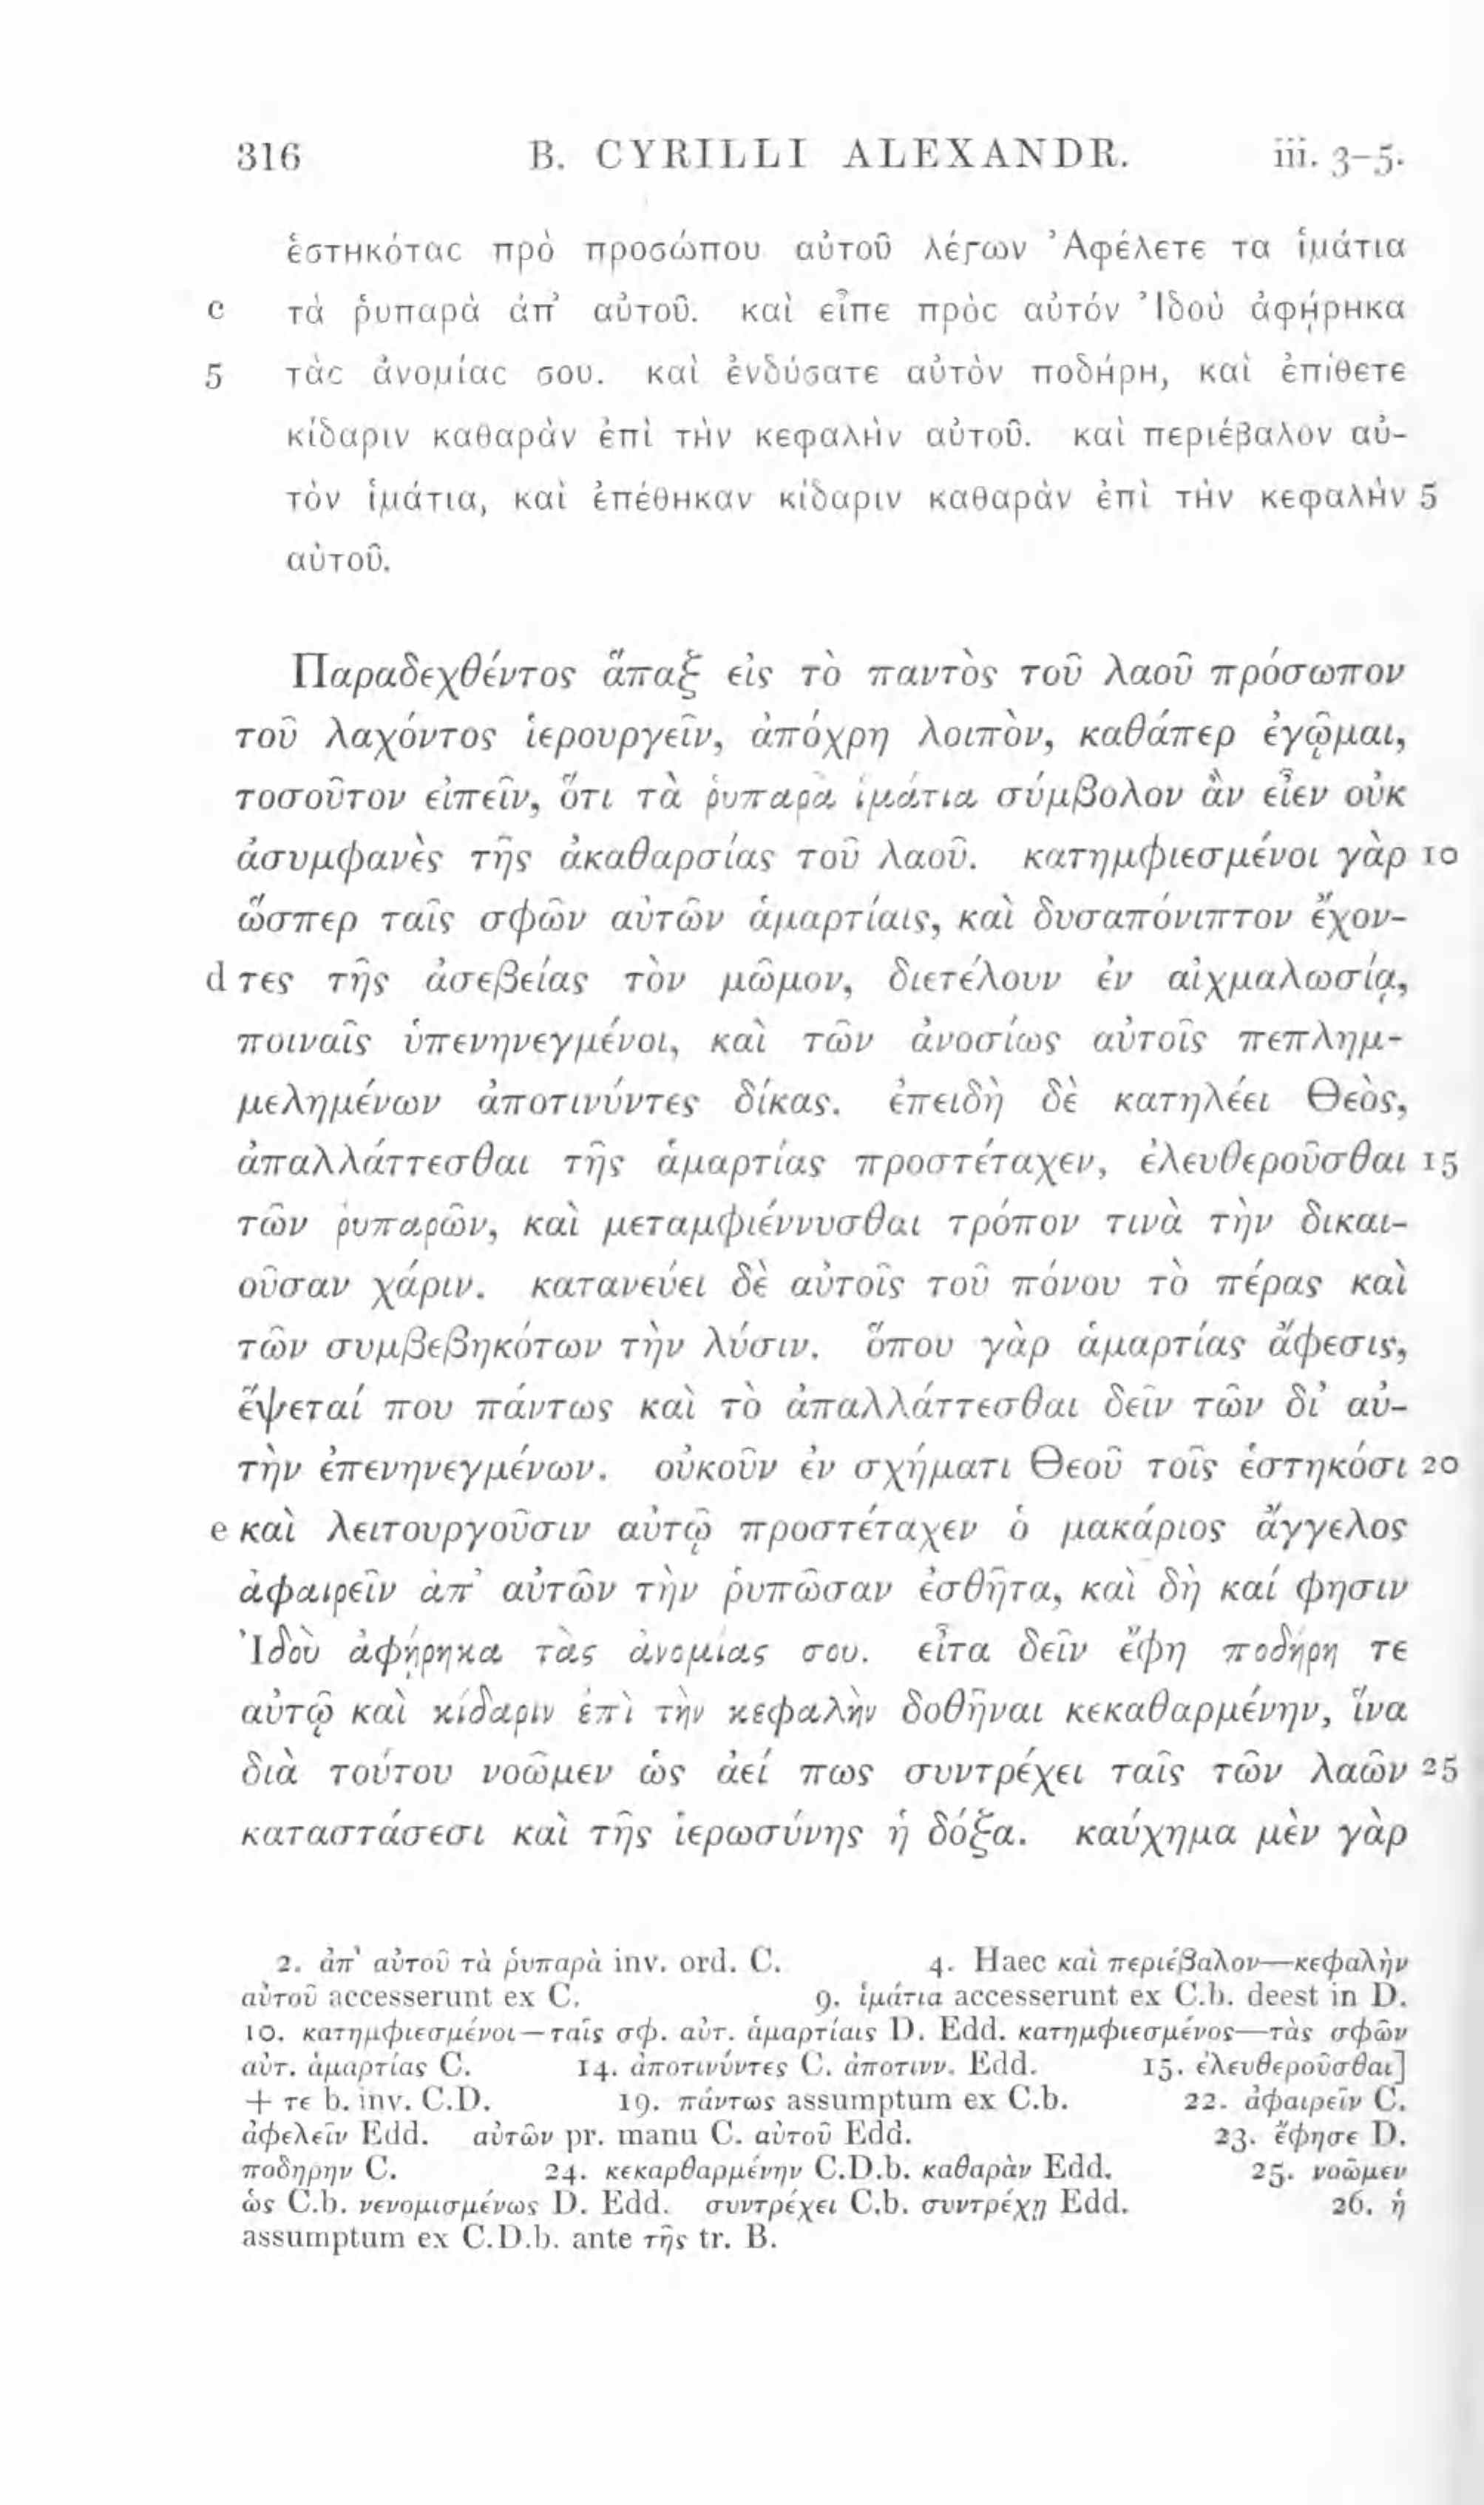 316 B. CYRILLI ALEXANDR. iii. 3-5.
ἑστηκότας πρὸ προσώπου αὐτοῦ λέγων Ἀφέλετε τα ἱμάτια
c τὰ ῥυπαρὰ ἀπ' αὐτοῦ. καὶ εἶπε πρὸς αὐτόν Ἰδοὺ ἀφῄρηκα
5 τὰς ἀνομίας σου. καὶ ἐνδύσατε αὐτὸν ποδήρη, καὶ ἐπίθετε
κίδαριν καθαρὰν ἐπὶ τὴν κεφαλὴν αὐτοῦ. καὶ περιέβαλον αὐ-
τὸν ἱμάτια, καὶ ἐπέθηκαν κίδαριν καθαρὰν ἐπὶ τὴν κεφαλὴν 5
αὐτοῦ.
Παραδεχθέντος ἅπαξ εἰς τὸ παντὸς τοῦ λαοῦ πρόσωπον
τοῦ λαχόντος ἱερουργεῖν, ἀπόχρη λοιπὸν, καθάπερ ἐγᾦμαι,
τοσοῦτον εἰπεῖν, ὅτι τὰ ῥυπαρὰ ἱμάτια σύμβολον ἂν εἶεν οὐκ
ἀσυμφανὲς τῆς ἀκαθαρσίας τοῦ λαοῦ. κατημφιεσμένοι γὰρ 10
ὥσπερ ταῖς σφῶν αὐτῶν ἁμαρτίαις, καὶ δυσαπόνιπτον ἔχον-
d τες τῆς ἀσεβείας τὸν μῶμον, διετέλουν ἐν αἰχμαλωσίᾳ,
ποιναῖς ὑπενηνεγμένοι, καὶ τῶν ἀνοσίως αὐτοῖς πεπλημ-
μελημένων ἀποτινύντες δίκας. ἐπειδὴ δὲ κατηλέει Θεὸς,
ἀπαλλάττεσθαι τῆς ἁμαρτίας προστέταχεν, ἐλευθεροῦσθαι 15
τῶν ῥυπαρῶν, καὶ μεταμφιέννυσθαι τρόπον τινὰ τὴν δικαι-
οῦσαν χάριν. κατανεύει δὲ αὐτοῖς τοῦ πόνου τὸ πέρας καὶ
τῶν συμβεβηκότων τὴν λύσιν. ὅπου γὰρ ἁμαρτίας ἄφεσις,
ἕψεταί που πάντως καὶ τὸ ἀπαλλάττεσθαι δεῖν τῶν δι' αὐ-
τὴν ἐπενηνεγμένων. οὐκοῦν ἐν σχήματι Θεοῦ τοῖς ἑστηκόσι 20
e καὶ λειτουργοῦσιν αὐτῷ προστέταχεν ὁ μακάριος ἄγγελος
ἀφαιρεῖν ἀπ' αὐτῶν τὴν ῥυπῶσαν ἐσθῆτα, καὶ δὴ καί φησιν
Ἰδοὺ ἀφῄρηκα τὰς ἀνομίας σου. εἶτα δεῖν ἔφη ποδήρη τε
αὐτῷ καὶ κίδαριν ἐπὶ τὴν κεφαλὴν δοθῆναι κεκαθαρμένην, ἵνα
διὰ τούτου νοῶμεν ὡς ἀεί πως συντρέχει ταῖς τῶν λαῶν 25
καταστάσεσι καὶ τῆς ἱερωσύνης ἡ δόξα. καύχημα μὲν γὰρ
2. ἀπ' αὐτοῦ τὰ ῥυπαρὰ inv. ord. C. 4. Haec καὶ περιέβαλον—κεφαλὴν
αὐτοῦ accesserunt ex C. 9. ἱμάτια accesserunt ex C.b. deest in D.
10. κατημφιεσμένοι—ταῖς σφ. αὐτ. ἁμαρτίαις D. Edd. κατημφιεσμένος—τὰς σφῶν
αὐτ. ἁμαρτίας C. 14. ἀποτινύντες C. ἀποτινν. Edd. 15. ἐλευθεροῦσθαι]
+ τε b. inv. C.D. 19. πάντως assumptum ex C.b. 22. ἀφαιρεῖν C.
ἀφελεῖν Edd. αὐτῶν pr. manu C. αὐτοῦ Edd. 23. ἔφησε D.
ποδηρην C. 24. κεκαρθαρμένην C.D.b. καθαρὰν Edd. 25. νοῶμεν
ὡς C.b. νενομισμένως D. Edd. συντρέχει C.b. συντρέχῃ Edd. 26. ἡ
assumptum ex C.D.b. ante τῆς tr. B.